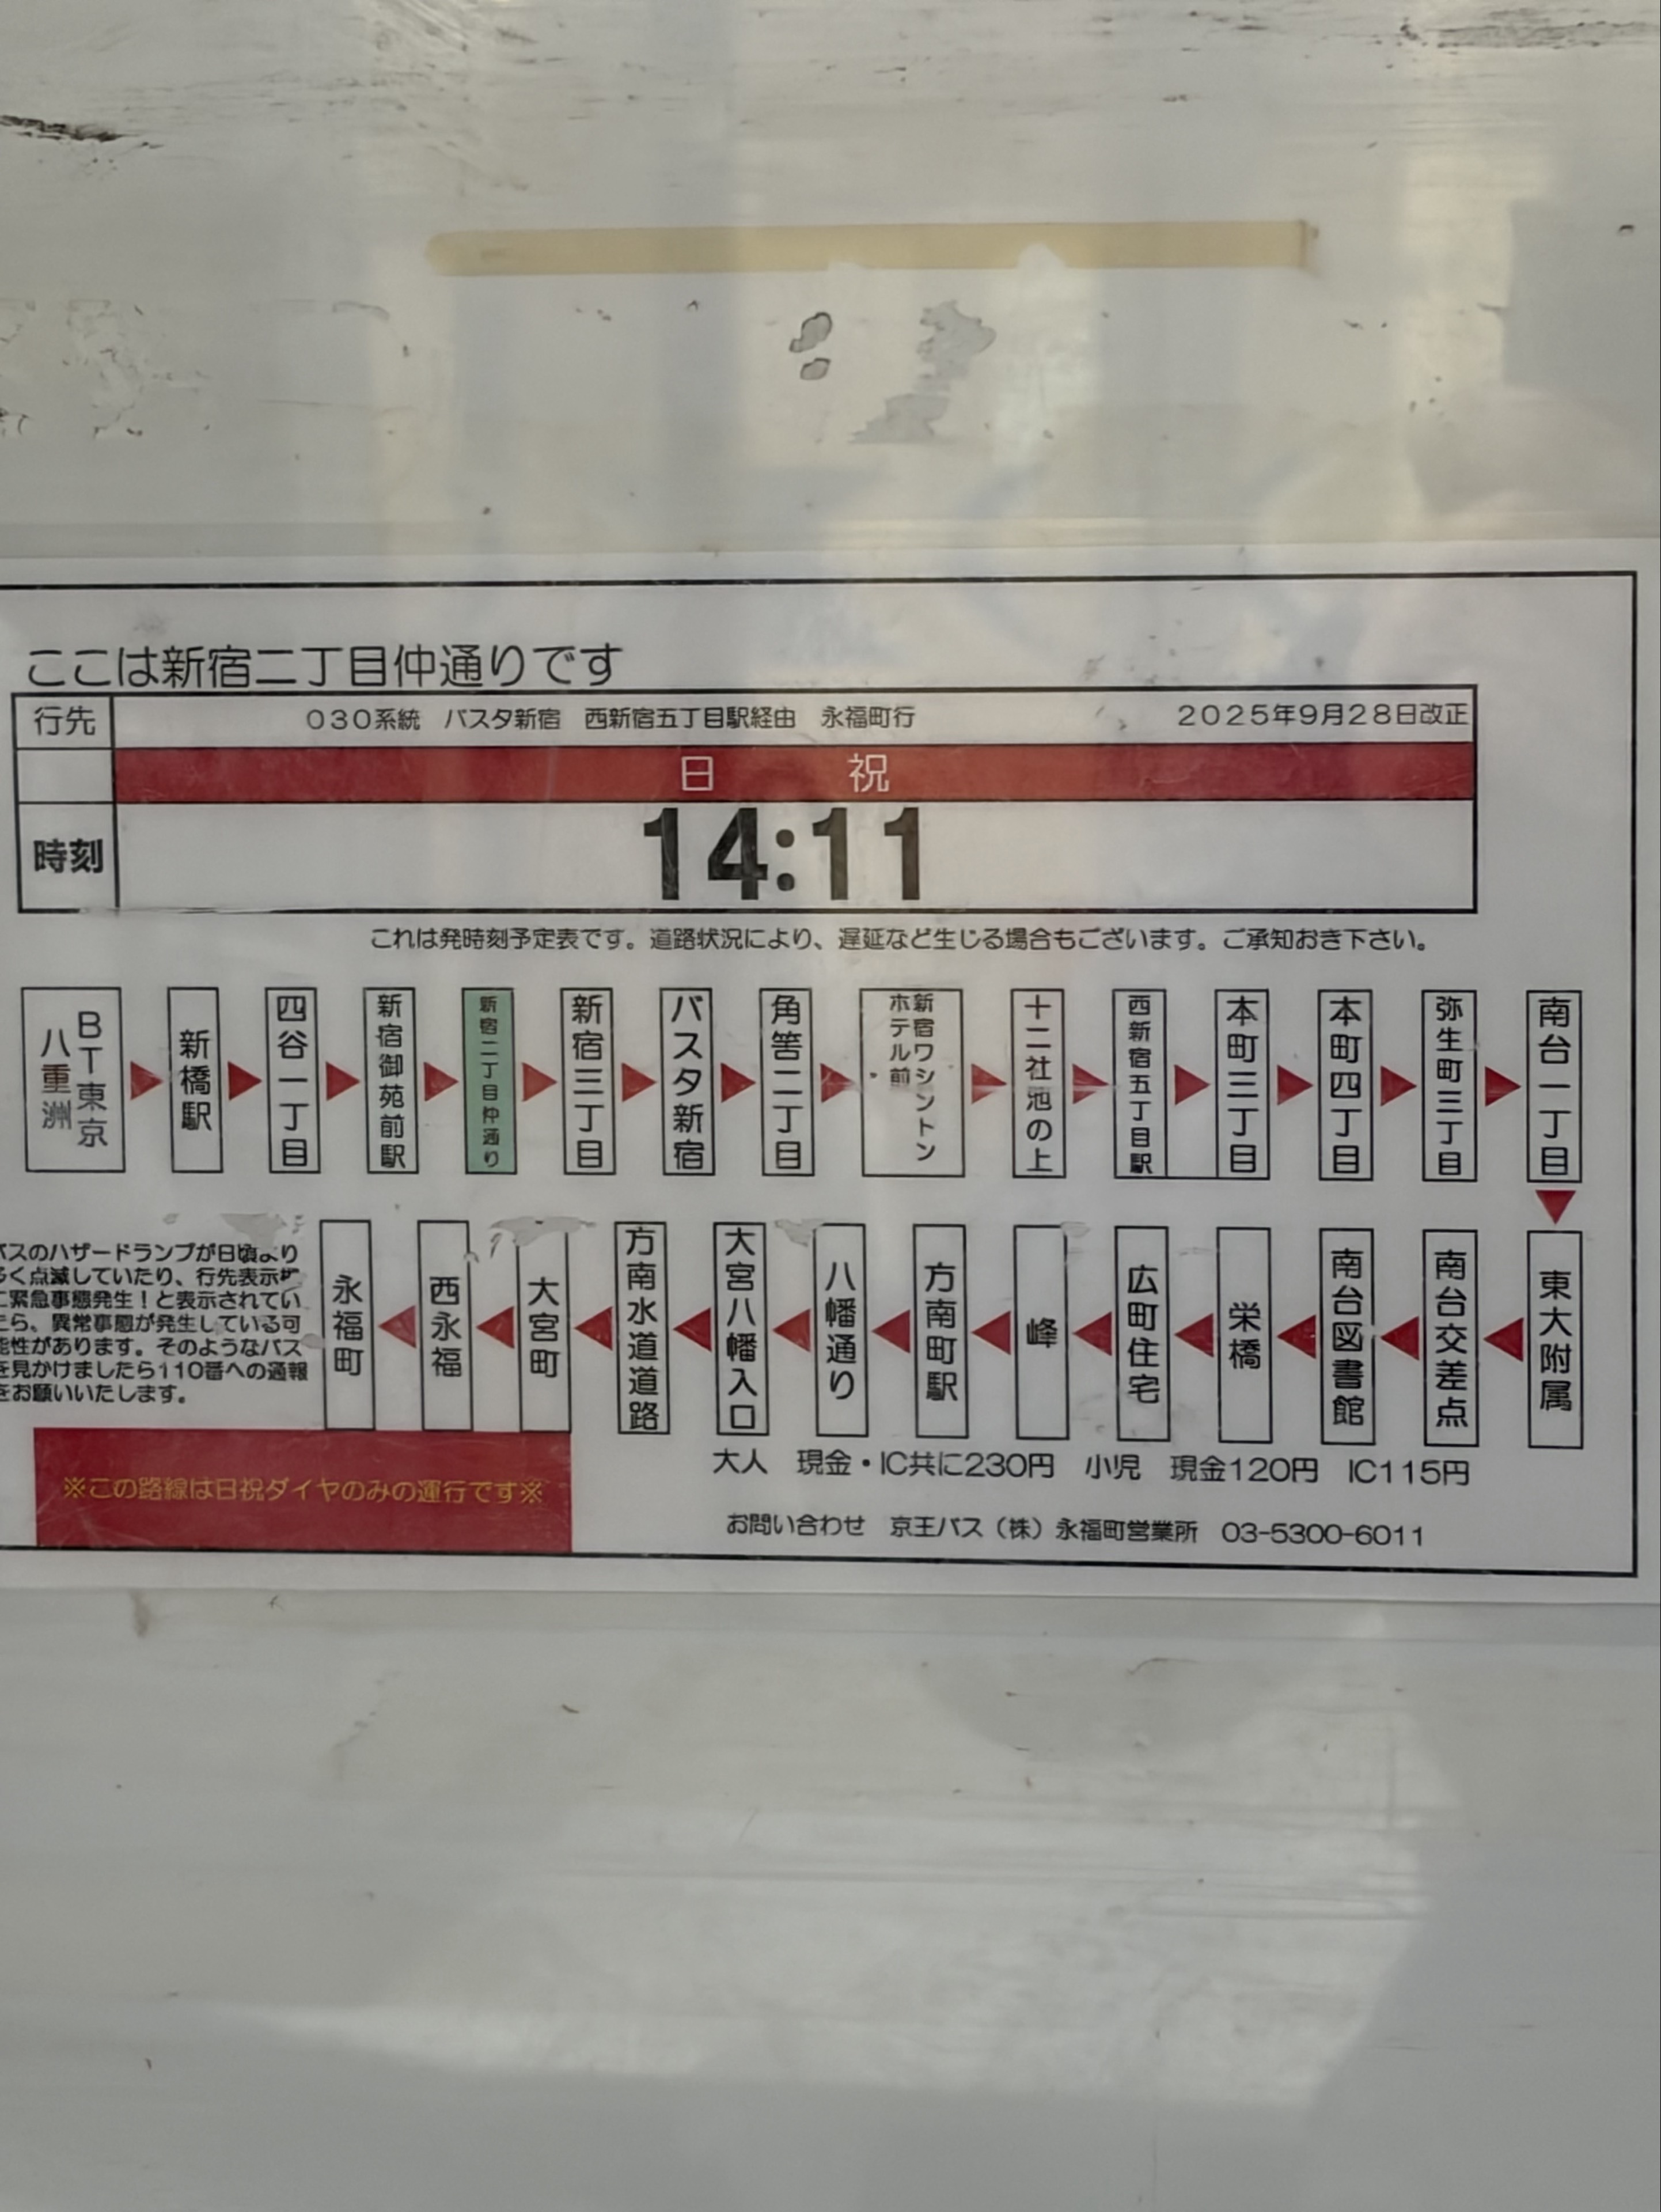 ここは新宿二丁目仲通りです
行先 030系統 バスタ新宿 西新宿五丁目駅経由 永福町行 2025年9月28日改正
日 祝
時刻 14:11
これは発時刻予定表です。道路状況により、遅延など生じる場合もございます。ご承知おき下さい。
BT東京八重洲
新橋駅
四谷一丁目
新宿御苑前駅
新宿二丁目仲通り
新宿三丁目
バスタ新宿
角筈二丁目
新宿ワシントンホテル前
十二社池の上
西新宿五丁目駅
本町三丁目
本町四丁目
弥生町三丁目
南台一丁目
東大附属
南台交差点
南台図書館
栄橋
広町住宅
峰
方南町駅
八幡通り
大宮八幡入口
方南水道道路
大宮町
西永福
永福町
バスのハザードランプが日頃より
多く点滅していたり、行先表示
に緊急事態発生！と表示されてい
たら、異常事態が発生している可
能性があります。そのようなバス
を見かけましたら110番への通報
をお願いいたします。
大人 現金・IC共に230円 小児 現金120円 IC115円
※この路線は日祝ダイヤのみの運行です※
お問い合わせ 京王バス（株）永福町営業所 03-5300-6011